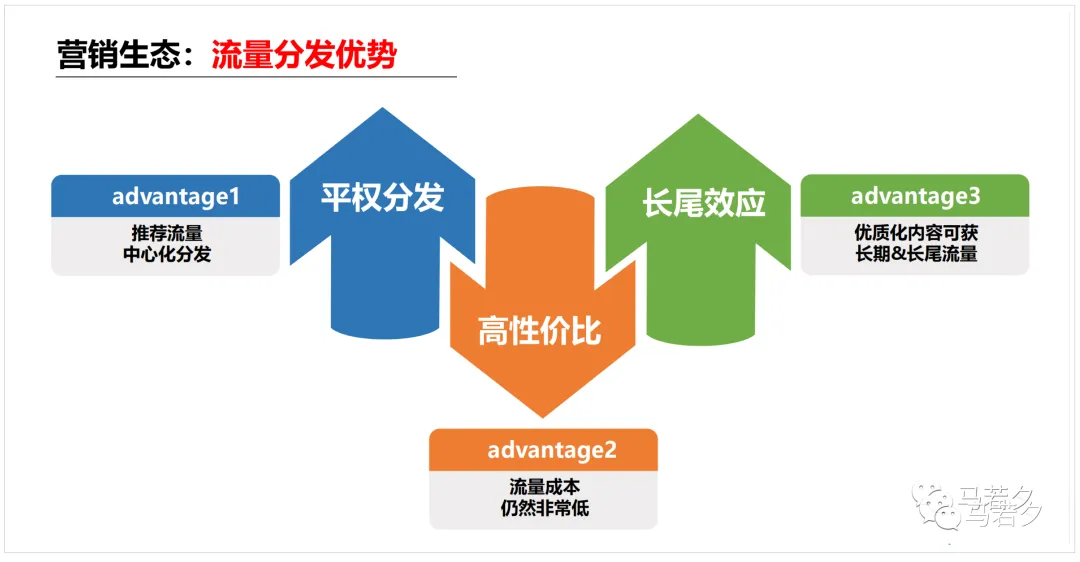 营销生态：流量分发优势
advantage1
推荐流量
中心化分发
平权分发
高性价比
advantage2
流量成本
仍然非常低
长尾效应
advantage3
优质化内容可获
长期&长尾流量
马若夕